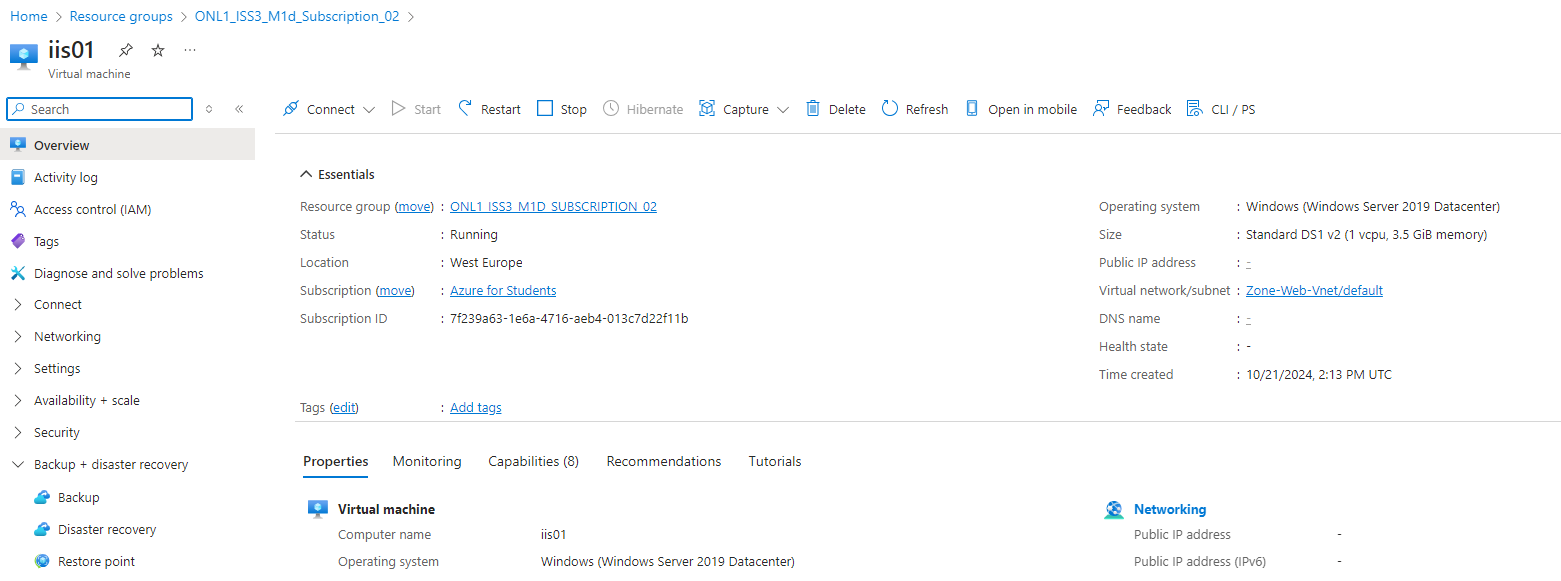 Home > Resource groups > ONL1_ISS3_M1d_Subscription_02 >
iis01 ...
Virtual machine
Search
Connect Start Restart Stop Hibernate Capture Delete Refresh Open in mobile Feedback CLI / PS
Overview
Activity log
Access control (IAM)
Tags
Diagnose and solve problems
Connect
Networking
Settings
Availability + scale
Security
Backup + disaster recovery
Backup
Disaster recovery
Restore point
Essentials
Resource group (move) : ONL1_ISS3_M1D_SUBSCRIPTION_02
Status : Running
Location : West Europe
Subscription (move) : Azure for Students
Subscription ID : 7f239a63-1e6a-4716-aeb4-013c7d22f11b
Operating system : Windows (Windows Server 2019 Datacenter)
Size : Standard DS1 v2 (1 vcpu, 3.5 GiB memory)
Public IP address : -
Virtual network/subnet : Zone-Web-Vnet/default
DNS name : -
Health state : -
Time created : 10/21/2024, 2:13 PM UTC
Tags (edit) : Add tags
Properties Monitoring Capabilities (8) Recommendations Tutorials
Virtual machine
Computer name iis01
Operating system Windows (Windows Server 2019 Datacenter)
Networking
Public IP address -
Public IP address (IPv6) -